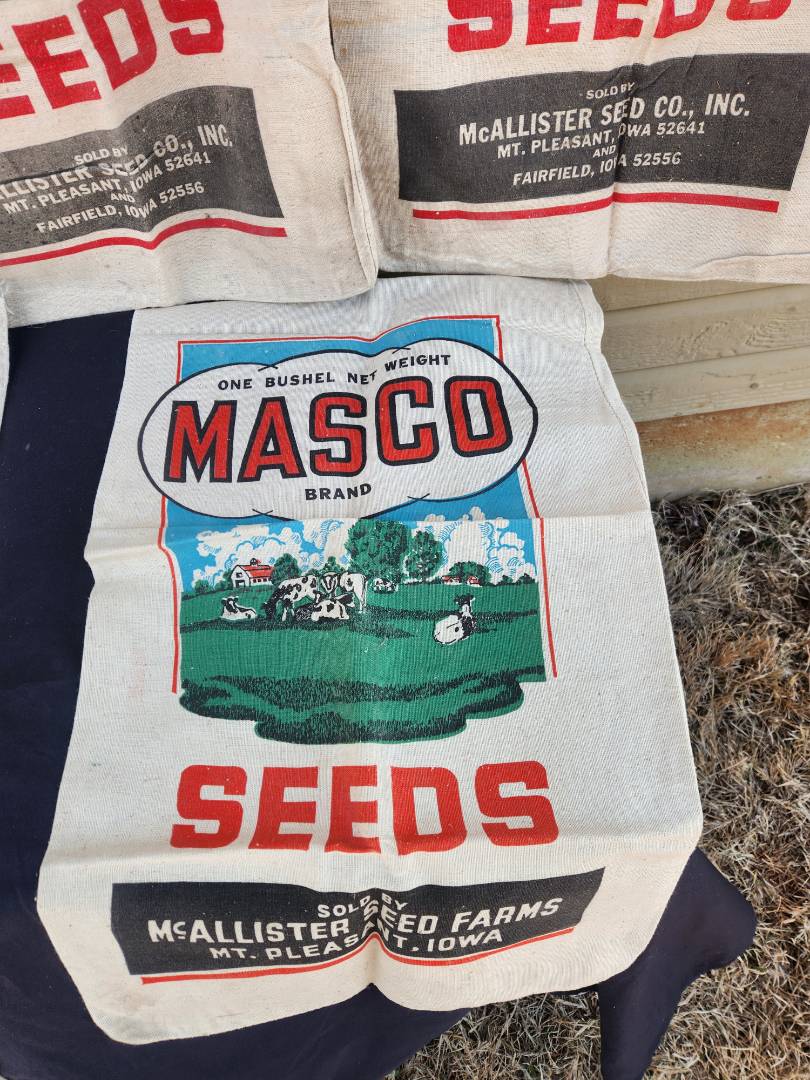 EEDS
SOLD BY
LLISTER SEED CO., INC.
MT. PLEASANT, IOWA 52641
AND
FAIRFIELD, IOWA 52556
SEEDS
SOLD BY
McALLISTER SEED CO., INC.
MT. PLEASANT, IOWA 52641
AND
FAIRFIELD, IOWA 52556
ONE BUSHEL NET WEIGHT
MASCO
BRAND
SEEDS
SOLD BY
McALLISTER SEED FARMS
MT. PLEASANT, IOWA